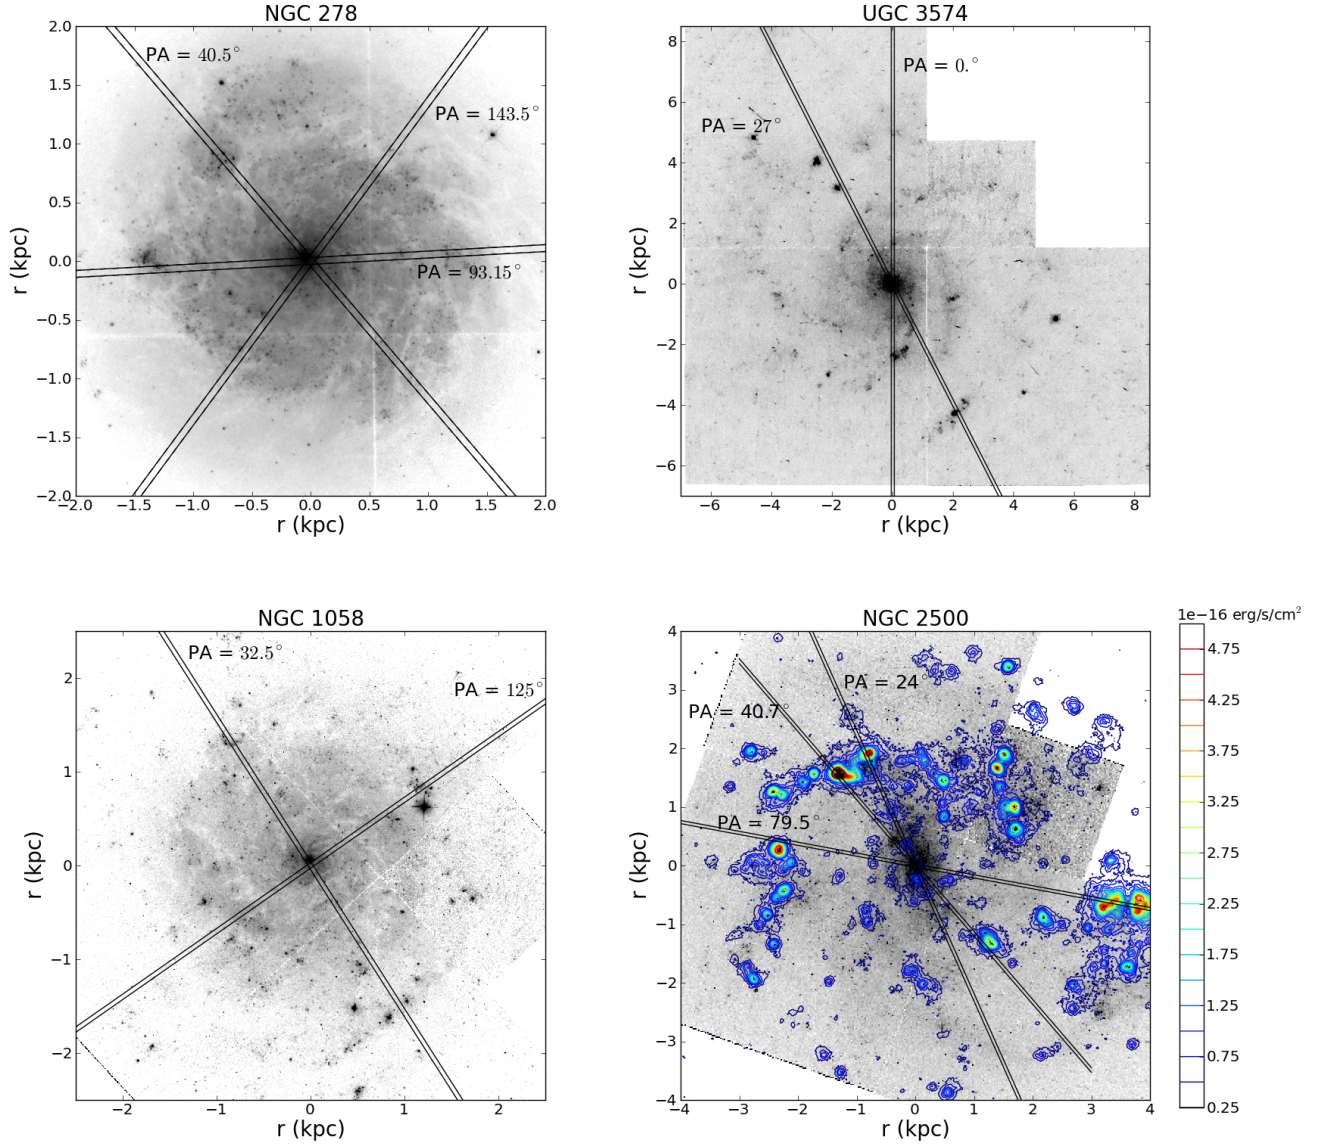 NGC 278
PA = 40.5°
PA = 143.5°
PA = 93.15°
2.0
1.5
1.0
0.5
0.0
−0.5
−1.0
−1.5
−2.0
r (kpc)
−2.0 −1.5 −1.0 −0.5 0.0 0.5 1.0 1.5 2.0
r (kpc)
UGC 3574
PA = 0.°
PA = 27°
8
6
4
2
0
−2
−4
−6
r (kpc)
−6 −4 −2 0 2 4 6 8
r (kpc)
NGC 1058
PA = 32.5°
PA = 125°
2
1
0
−1
−2
r (kpc)
−2 −1 0 1 2
r (kpc)
NGC 2500
PA = 24°
PA = 40.7°
PA = 79.5°
4
3
2
1
0
−1
−2
−3
−4
r (kpc)
−4 −3 −2 −1 0 1 2 3 4
r (kpc)
1e−16 erg/s/cm²
4.75
4.25
3.75
3.25
2.75
2.25
1.75
1.25
0.75
0.25